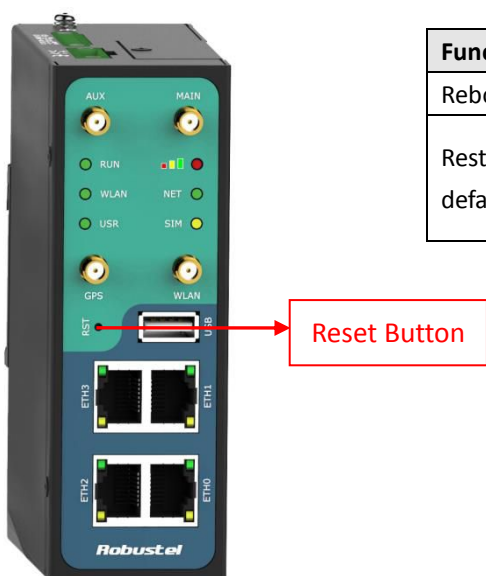 AUX MAIN
RUN
WLAN NET
USR SIM
GPS WLAN
RST
USB
Reset Button
ETH3
ETH1
ETH2
ETH0
Robustel
Func
Rebo
Rest
defa